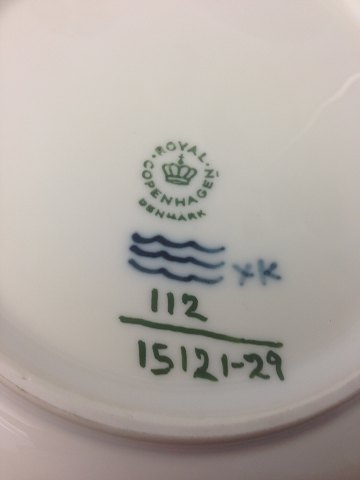 ROYAL
COPENHAGEN
DENMARK
XK
112
15121-29